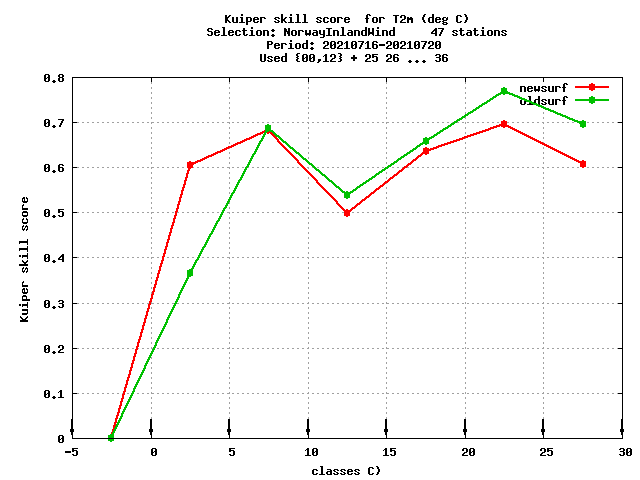 Kuiper skill score  for T2m (deg C)
Selection: NorwayInlandWind     47 stations
Period: 20210716-20210720
Used {00,12} + 25 26 ... 36
newsurf
oldsurf
0.8
0.7
0.6
0.5
0.4
0.3
0.2
0.1
0
Kuiper skill score
-5 0 5 10 15 20 25 30
classes C)